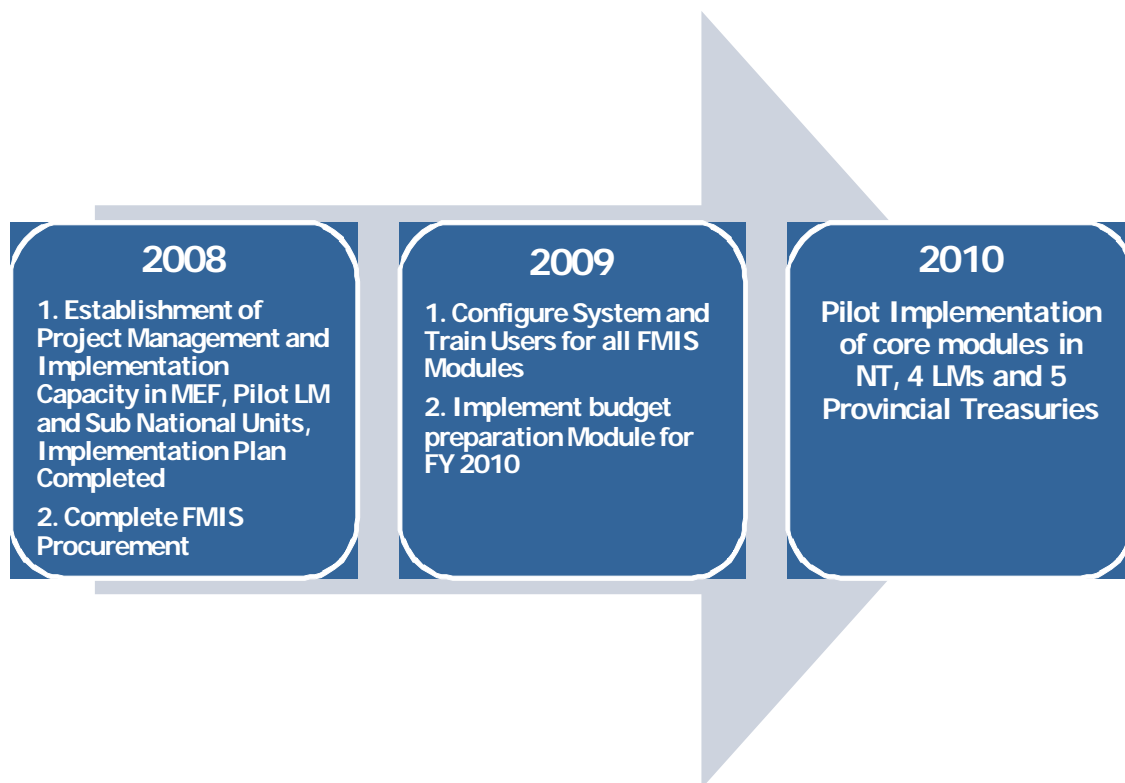 2008
1. Establishment of
Project Management and
Implementation
Capacity in MEF, Pilot LM
and Sub National Units,
Implementation Plan
Completed
2. Complete FMIS
Procurement
2009
1. Configure System and
Train Users for all FMIS
Modules
2. Implement budget
preparation Module for
FY 2010
2010
Pilot Implementation
of core modules in
NT, 4 LMs and 5
Provincial Treasuries